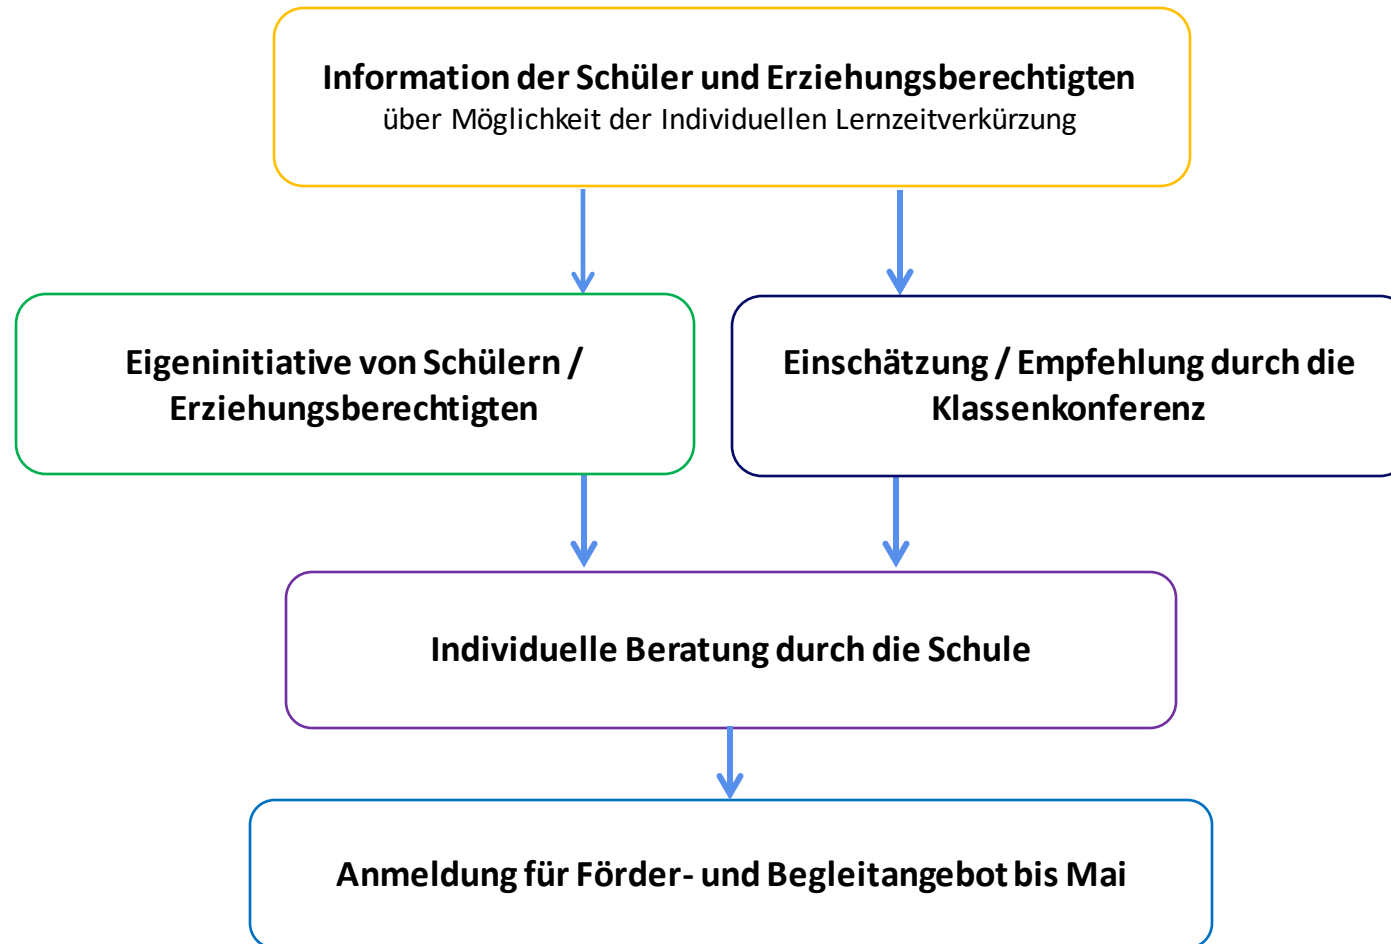 Information der Schüler und Erziehungsberechtigten
über Möglichkeit der Individuellen Lernzeitverkürzung
Eigeninitiative von Schülern /
Erziehungsberechtigten
Einschätzung / Empfehlung durch die
Klassenkonferenz
Individuelle Beratung durch die Schule
Anmeldung für Förder- und Begleitangebot bis Mai